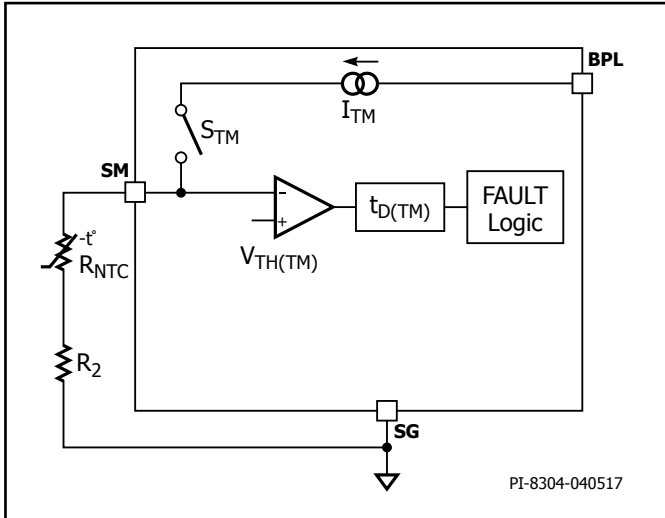 BPL
I_TM
S_TM
SM
-
+
t_D(TM)
FAULT
Logic
V_TH(TM)
-t°
R_NTC
R_2
SG
PI-8304-040517